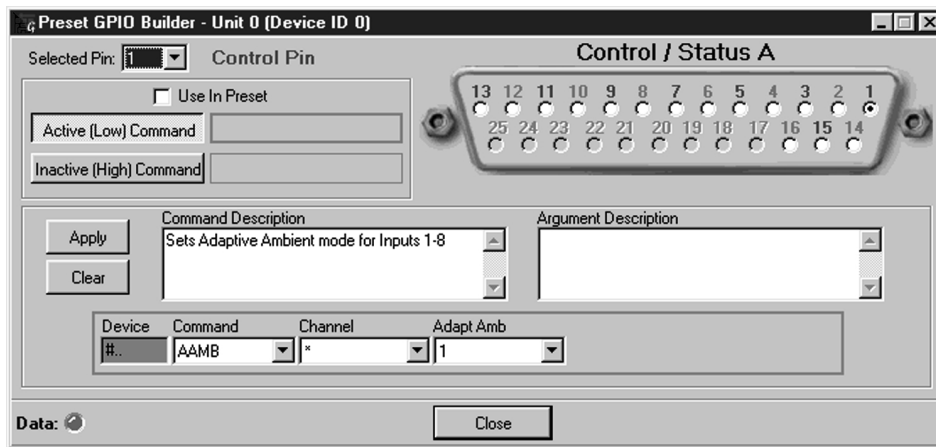 Preset GPIO Builder - Unit 0 (Device ID 0)
Selected Pin: 1
Control Pin
Control / Status A
Use In Preset
Active (Low) Command
Inactive (High) Command
13 12 11 10 9 8 7 6 5 4 3 2 1
25 24 23 22 21 20 19 18 17 16 15 14
Apply
Clear
Command Description
Sets Adaptive Ambient mode for Inputs 1-8
Argument Description
Device Command Channel Adapt Amb
#.. AAMB * 1
Data:
Close